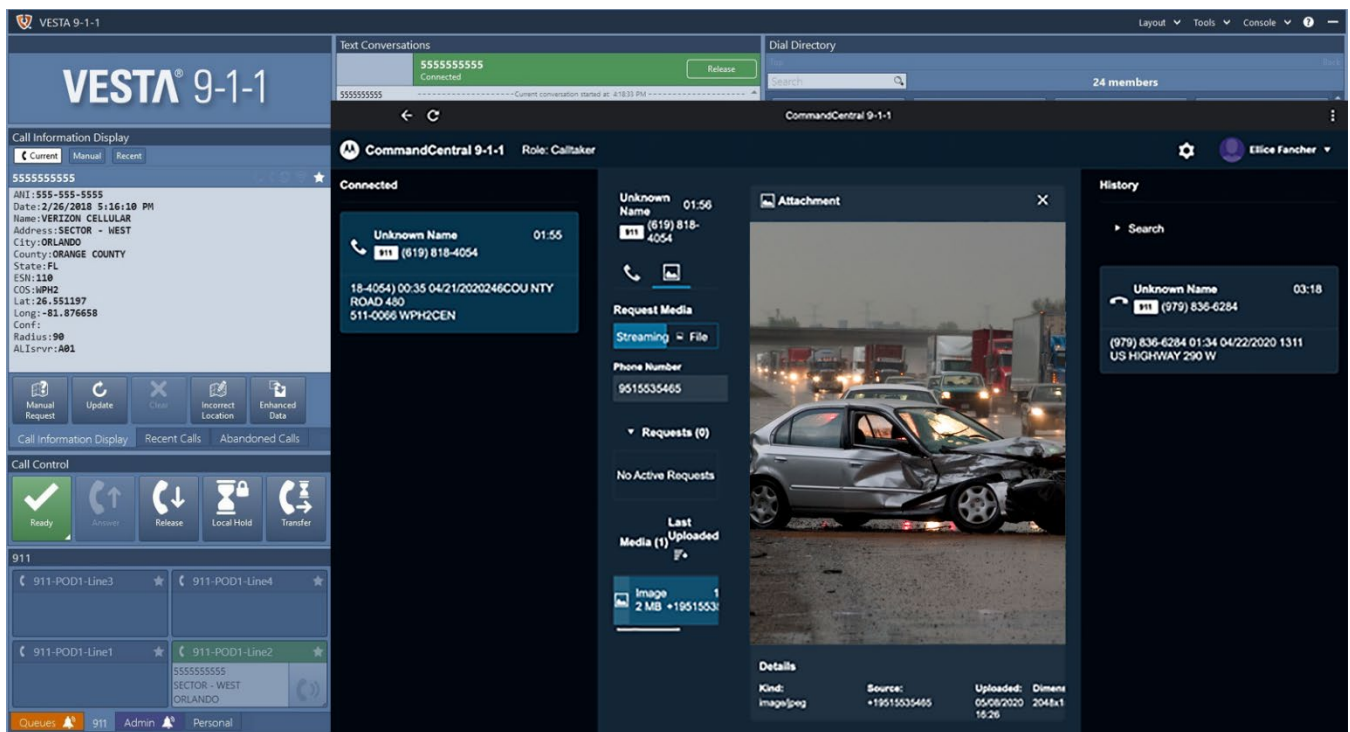 VESTA 9-1-1
Layout Tools Console ?
VESTA® 9-1-1
Call Information Display
Current Manual Recent
5555555555
ANI:555-555-5555
Date:2/26/2018 5:16:10 PM
Name:VERIZON CELLULAR
Address:SECTOR - WEST
City:ORLANDO
County:ORANGE COUNTY
State:FL
ESN:110
COS:WPH2
Lat:26.551197
Long:-81.876658
Conf:
Radius:90
ALIsrvr:A01
Manual Request
Update
Clear
Incorrect Location
Enhanced Data
Call Information Display Recent Calls Abandoned Calls
Call Control
Ready
Answer
Release
Local Hold
Transfer
911
911-POD1-Line3
911-POD1-Line4
911-POD1-Line1
911-POD1-Line2
5555555555
SECTOR - WEST
ORLANDO
Queues 911 Admin Personal
Text Conversations
5555555555
Connected
Release
5555555555
Current conversation started at: 4:18:33 PM
Dial Directory
Top
Back
Search
24 members
CommandCentral 9-1-1
CommandCentral 9-1-1 Role: Calltaker
Ellice Fancher
Connected
Unknown Name 01:55
911 (619) 818-4054
18-4054) 00:35 04/21/2020246COU NTY
ROAD 480
511-0066 WPH2CEN
Unknown Name 01:56
911 (619) 818-
4054
Request Media
Streaming File
Phone Number
9515535465
Requests (0)
No Active Requests
Media (1) Last Uploaded
Image 1
2 MB +1951553
Attachment
Details
Kind: Source: Uploaded: Dimens
image/jpeg +19515535465 05/08/2020 2048x1
16:26
History
Search
Unknown Name 03:18
911 (979) 836-6284
(979) 836-6284 01:34 04/22/2020 1311
US HIGHWAY 290 W